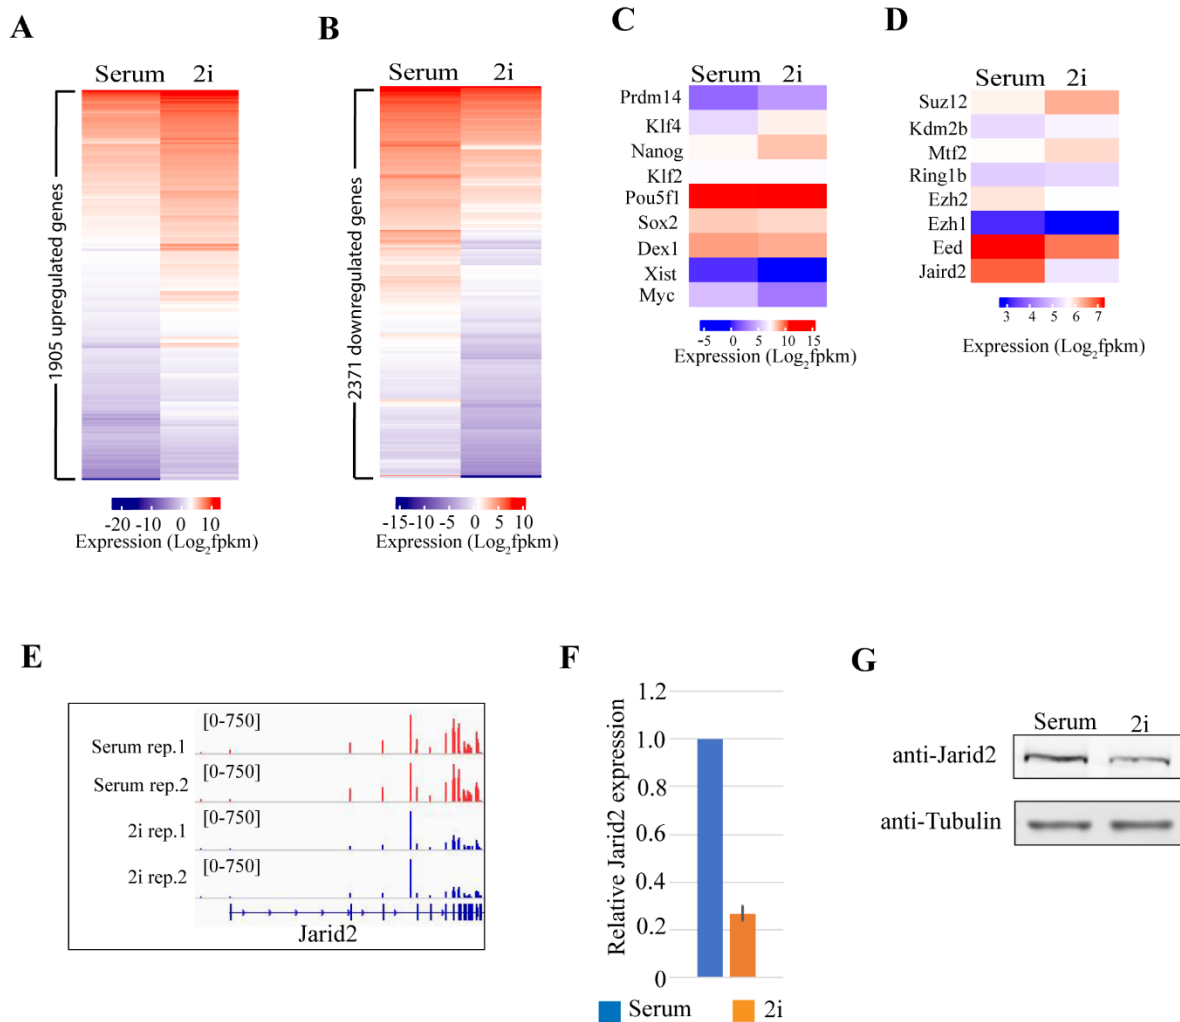 A
B
C
D
Serum 2i
1905 upregulated genes
-20 -10 0 10
Expression (Log2fpkm)
Serum 2i
2371 downregulated genes
-15 -10 -5 0 5 10
Expression (Log2fpkm)
Serum 2i
Prdm14
Klf4
Nanog
Klf2
Pou5f1
Sox2
Dex1
Xist
Myc
-5 0 5 10 15
Expression (Log2fpkm)
Serum 2i
Suz12
Kdm2b
Mtf2
Ring1b
Ezh2
Ezh1
Eed
Jaird2
3 4 5 6 7
Expression (Log2fpkm)
E
Serum rep.1 [0-750]
Serum rep.2 [0-750]
2i rep.1 [0-750]
2i rep.2 [0-750]
Jarid2
F
Relative Jarid2 expression
1.2
1.0
0.8
0.6
0.4
0.2
0
Serum 2i
G
Serum 2i
anti-Jarid2
anti-Tubulin